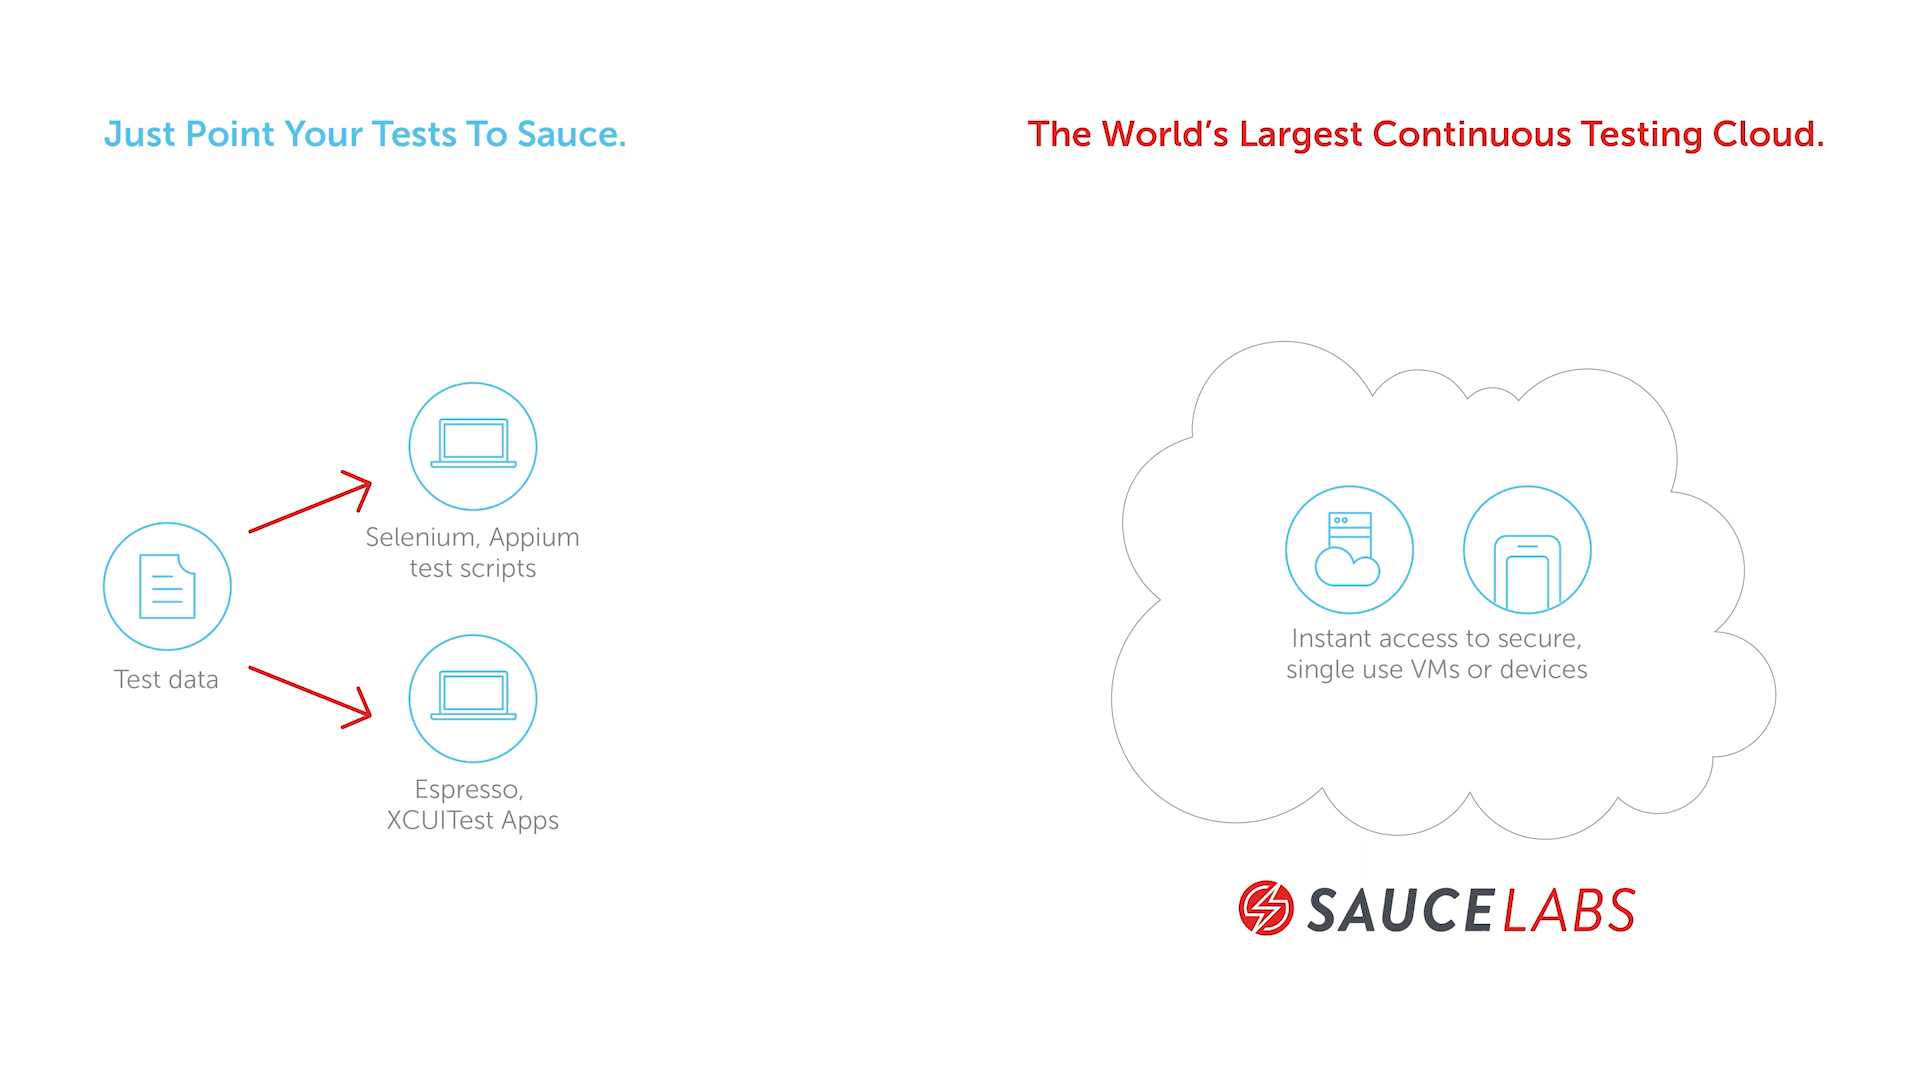 Just Point Your Tests To Sauce.
The World's Largest Continuous Testing Cloud.
Selenium, Appium
test scripts
Test data
Espresso,
XCUITest Apps
Instant access to secure,
single use VMs or devices
SAUCELABS